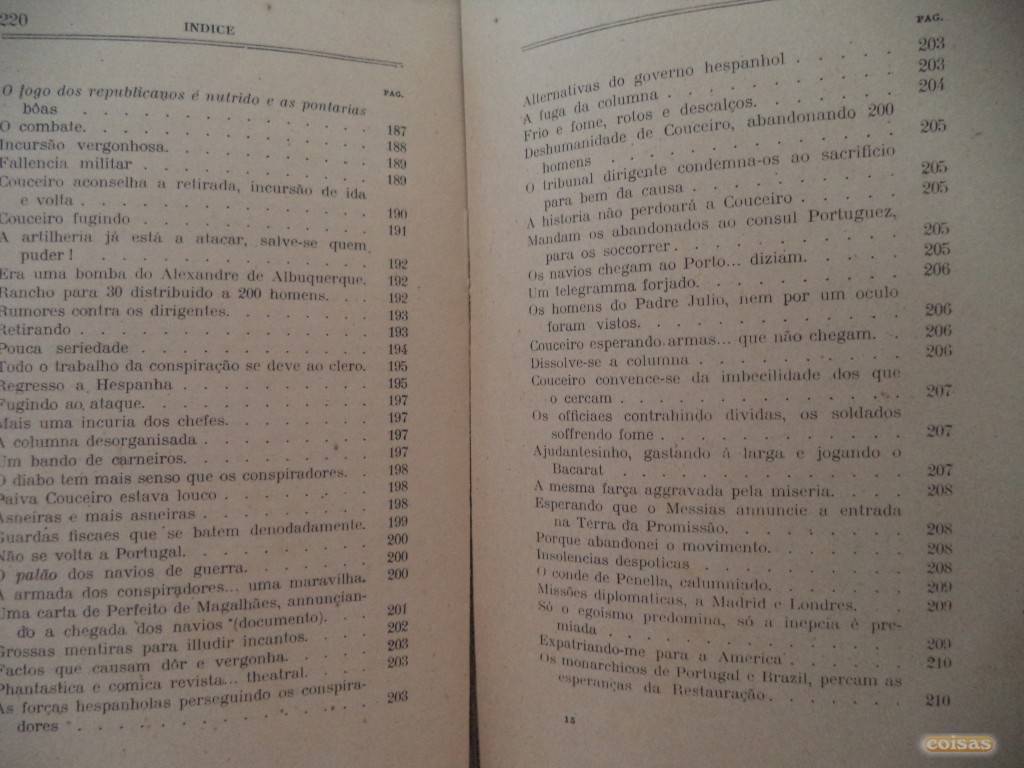 220
INDICE
PAG.
O fogo dos republicanos é nutrido e as pontarias
bôas . . . . . . . . . . . . . . . 187
O combate. . . . . . . . . . . . . . . 188
Incursão vergonhosa. . . . . . . . . . . . 189
Fallencia militar . . . . . . . . . . . . . 189
Couceiro aconselha a retirada, incursão de ida
e volta . . . . . . . . . . . . . . . 190
Couceiro fugindo . . . . . . . . . . . . 191
A artilheria já está a atacar, salve-se quem
puder! . . . . . . . . . . . . . . . 192
Era uma bomba do Alexandre de Albuquerque. 192
Rancho para 30 distribuido a 200 homens. . . 192
Rumores contra os dirigentes. . . . . . . . 193
Retirando . . . . . . . . . . . . . . . 193
Pouca seriedade . . . . . . . . . . . . . 194
Todo o trabalho da conspiração se deve ao clero. 195
Regresso a Hespanha . . . . . . . . . . . 195
Fugindo ao ataque. . . . . . . . . . . . . 197
Mais uma incuria dos chefes. . . . . . . . . 197
A columna desorganisada . . . . . . . . . . 197
Um bando de carneiros. . . . . . . . . . . 197
O diabo tem mais senso que os conspiradores. . 198
Paiva Couceiro estava louco . . . . . . . . 198
Asneiras e mais asneiras . . . . . . . . . . 198
Guardas fiscaes que se batem denodadamente. 199
Não se volta a Portugal. . . . . . . . . . . 200
O palão dos navios de guerra. . . . . . . . 200
A armada dos conspiradores... uma maravilha. 200
Uma carta de Perfeito de Magalhães, annuncian-
do a chegada dos navios (documento). . . 201
Grossas mentiras para illudir incantos. . . . . 202
Factos que causam dôr e vergonha. . . . . . 203
Phantastica e comica revista... theatral. . . . 203
As forças hespanholas perseguindo os conspira-
dores . . . . . . . . . . . . . . . . 203
PAG.
Alternativas do governo hespanhol . . . . . 203
A fuga da columna . . . . . . . . . . . . 203
Frio e fome, rotos e descalços. . . . . . . . 204
Deshumanidade de Couceiro, abandonando 200
homens . . . . . . . . . . . . . . . 205
O tribunal dirigente condemna-os ao sacrificio
para bem da causa . . . . . . . . . . . 205
A historia não perdoará a Couceiro . . . . . 205
Mandam os abandonados ao consul Portuguez,
para os soccorrer . . . . . . . . . . . . 205
Os navios chegam ao Porto... diziam. . . . . 205
Um telegramma forjado. . . . . . . . . . . 206
Os homens do Padre Julio, nem por um oculo
foram vistos. . . . . . . . . . . . . . 206
Couceiro esperando armas... que não chegam. . 206
Dissolve-se a columna . . . . . . . . . . . 206
Couceiro convence-se da imbecilidade dos que
o cercam . . . . . . . . . . . . . . . 207
Os officiaes contrahindo dividas, os soldados
soffrendo fome . . . . . . . . . . . . . 207
Ajudantesinho, gastando á larga e jogando o
Bacarat . . . . . . . . . . . . . . . 207
A mesma farça aggravada pela miseria. . . . 208
Esperando que o Messias annuncie a entrada
na Terra da Promissão. . . . . . . . . . 208
Porque abandonei o movimento. . . . . . . 208
Insolencias despoticas . . . . . . . . . . . 208
O conde de Penella, calumniado. . . . . . . 209
Missões diplomaticas, a Madrid e Londres. . . 209
Só o egoismo predomina, só a inepcia é pre-
miada . . . . . . . . . . . . . . . . 209
Expatriando-me para a America . . . . . . . 210
Os monarchicos de Portugal e Brazil, percam as
esperanças da Restauração. . . . . . . . . 210
15
coisas